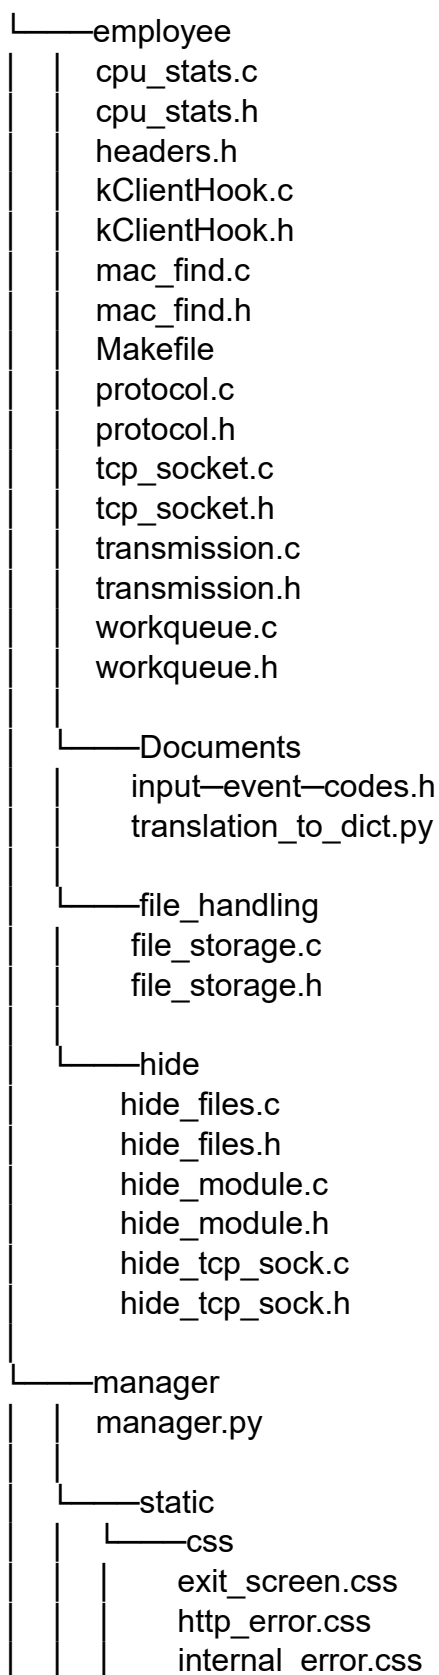 employee
cpu_stats.c
cpu_stats.h
headers.h
kClientHook.c
kClientHook.h
mac_find.c
mac_find.h
Makefile
protocol.c
protocol.h
tcp_socket.c
tcp_socket.h
transmission.c
transmission.h
workqueue.c
workqueue.h
Documents
input─event─codes.h
translation_to_dict.py
file_handling
file_storage.c
file_storage.h
hide
hide_files.c
hide_files.h
hide_module.c
hide_module.h
hide_tcp_sock.c
hide_tcp_sock.h
manager
manager.py
static
css
exit_screen.css
http_error.css
internal_error.css